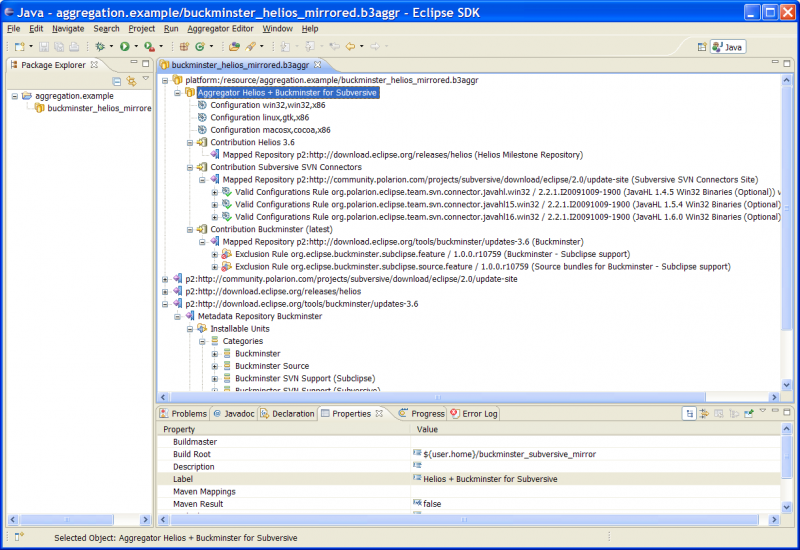 Java - aggregation.example/buckminster_helios_mirrored.b3aggr - Eclipse SDK
File Edit Navigate Search Project Run Aggregator Editor Window Help
Java
Package Explorer
aggregation.example
buckminster_helios_mirrore
buckminster_helios_mirrored.b3aggr
platform:/resource/aggregation.example/buckminster_helios_mirrored.b3aggr
Aggregator Helios + Buckminster for Subversive
Configuration win32,win32,x86
Configuration linux,gtk,x86
Configuration macosx,cocoa,x86
Contribution Helios 3.6
Mapped Repository p2:http://download.eclipse.org/releases/helios (Helios Milestone Repository)
Contribution Subversive SVN Connectors
Mapped Repository p2:http://community.polarion.com/projects/subversive/download/eclipse/2.0/update-site (Subversive SVN Connectors Site)
Valid Configurations Rule org.polarion.eclipse.team.svn.connector.javahl.win32 / 2.2.1.I20091009-1900 (JavaHL 1.4.5 Win32 Binaries (Optional)) v
Valid Configurations Rule org.polarion.eclipse.team.svn.connector.javahl15.win32 / 2.2.1.I20091009-1900 (JavaHL 1.5.4 Win32 Binaries (Optional)
Valid Configurations Rule org.polarion.eclipse.team.svn.connector.javahl16.win32 / 2.2.1.I20091009-1900 (JavaHL 1.6.0 Win32 Binaries (Optional)
Contribution Buckminster (latest)
Mapped Repository p2:http://download.eclipse.org/tools/buckminster/updates-3.6 (Buckminster)
Exclusion Rule org.eclipse.buckminster.subclipse.feature / 1.0.0.r10759 (Buckminster - Subclipse support)
Exclusion Rule org.eclipse.buckminster.subclipse.source.feature / 1.0.0.r10759 (Source bundles for Buckminster - Subclipse support)
p2:http://community.polarion.com/projects/subversive/download/eclipse/2.0/update-site
p2:http://download.eclipse.org/releases/helios
p2:http://download.eclipse.org/tools/buckminster/updates-3.6
Metadata Repository Buckminster
Installable Units
Categories
Buckminster
Buckminster Source
Buckminster SVN Support (Subclipse)
Buckminster SVN Support (Subversive)
Problems Javadoc Declaration Properties Progress Error Log
Property Value
Buildmaster
Build Root ${user.home}/buckminster_subversive_mirror
Description
Label Helios + Buckminster for Subversive
Maven Mappings
Maven Result false
Selected Object: Aggregator Helios + Buckminster for Subversive